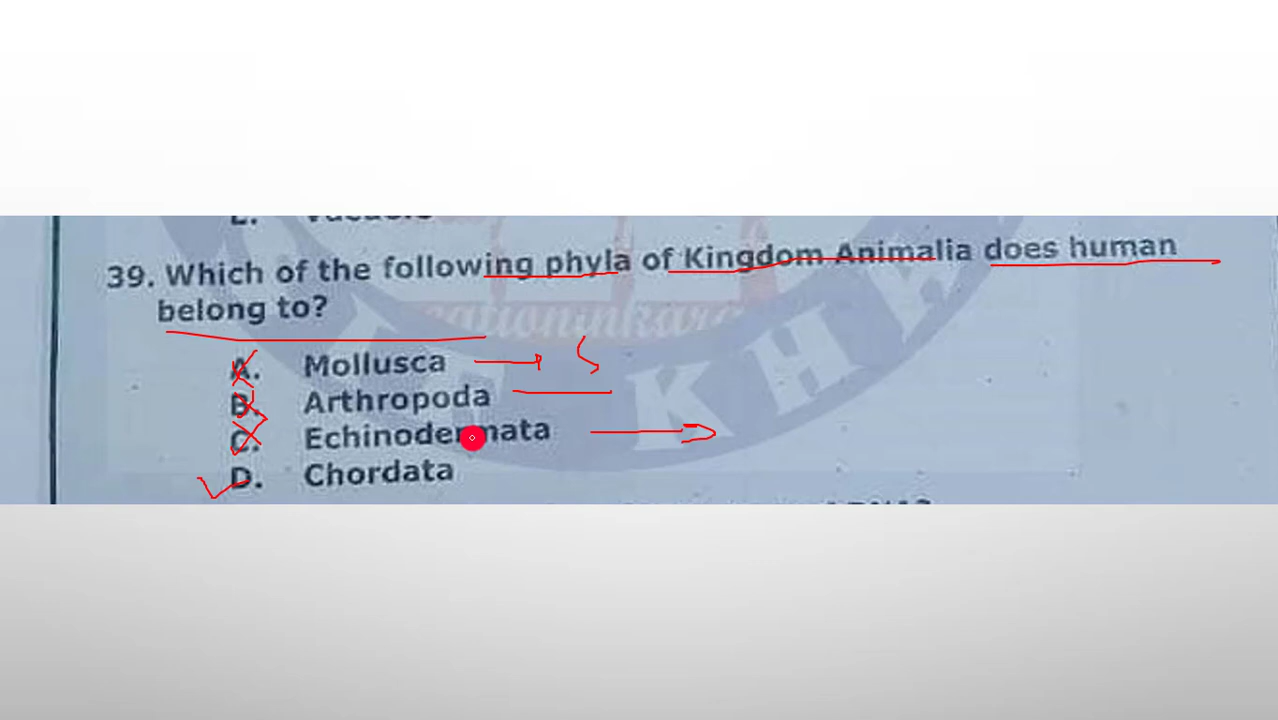 39. Which of the following phyla of Kingdom Animalia does human
belong to?
A. Mollusca
B. Arthropoda
C. Echinodermata
D. Chordata